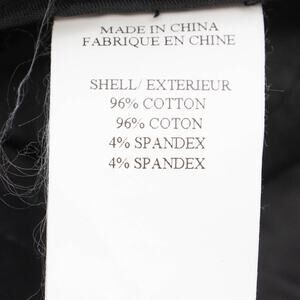 MADE IN CHINA
FABRIQUE EN CHINE
SHELL/ EXTERIEUR
96% COTTON
96% COTON
4% SPANDEX
4% SPANDEX